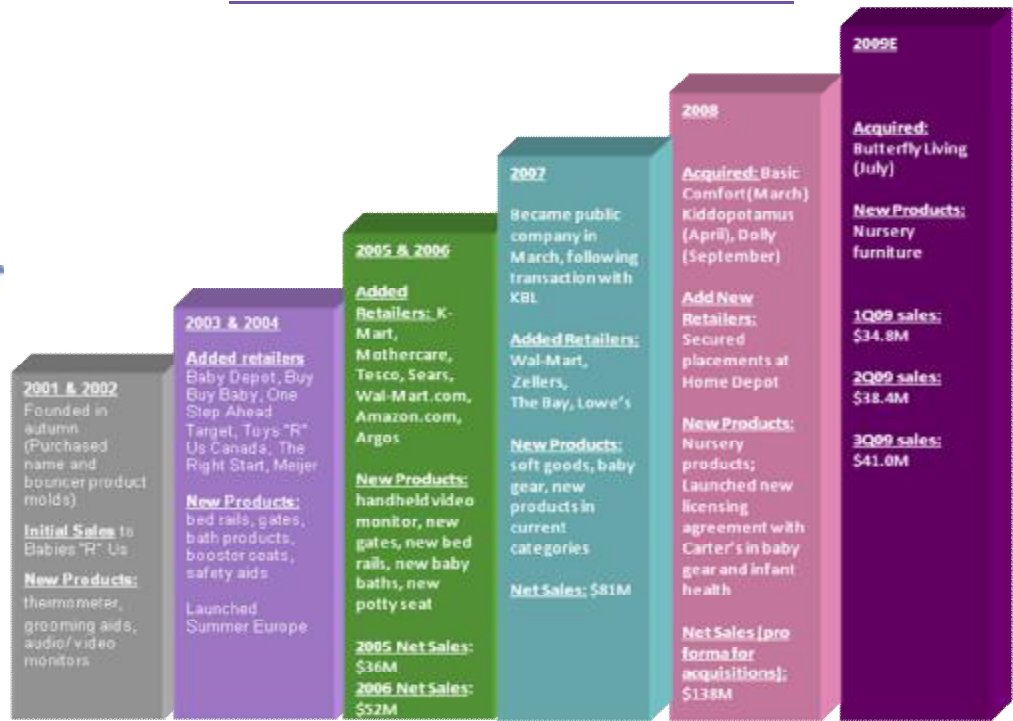 2001 & 2002
Founded in
autumn
(Purchased
name and
bouncer product
molds)
Initial Sales to
Babies "R" Us
New Products:
thermometer,
grooming aids,
audio/video
monitors
2003 & 2004
Added retailers
Baby Depot, Buy
Buy Baby, One
Step Ahead
Target, Toys "R"
Us Canada, The
Right Start, Meijer
New Products:
bed rails, gates,
bath products,
booster seats,
safety aids
Launched
Summer Europe
2005 & 2006
Added
Retailers: K-
Mart,
Mothercare,
Tesco, Sears,
Wal-Mart.com,
Amazon.com,
Argos
New Products:
handheld video
monitor, new
gates, new bed
rails, new baby
baths, new
potty seat
2005 Net Sales:
$36M
2006 Net Sales:
$52M
2007
Became public
company in
March, following
transaction with
KBL
Added Retailers:
Wal-Mart,
Zellers,
The Bay, Lowe's
New Products:
soft goods, baby
gear, new
products in
current
categories
Net Sales: $81M
2008
Acquired: Basic
Comfort(March)
Kiddopotamus
(April), Dolly
(September)
Add New
Retailers:
Secured
placements at
Home Depot
New Products:
Nursery
products;
Launched new
licensing
agreement with
Carter's in baby
gear and infant
health
Net Sales (pro
forma for
acquisitions):
$138M
2009E
Acquired:
Butterfly Living
(July)
New Products:
Nursery
furniture
1Q09 sales:
$34.8M
2Q09 sales:
$38.4M
3Q09 sales:
$41.0M